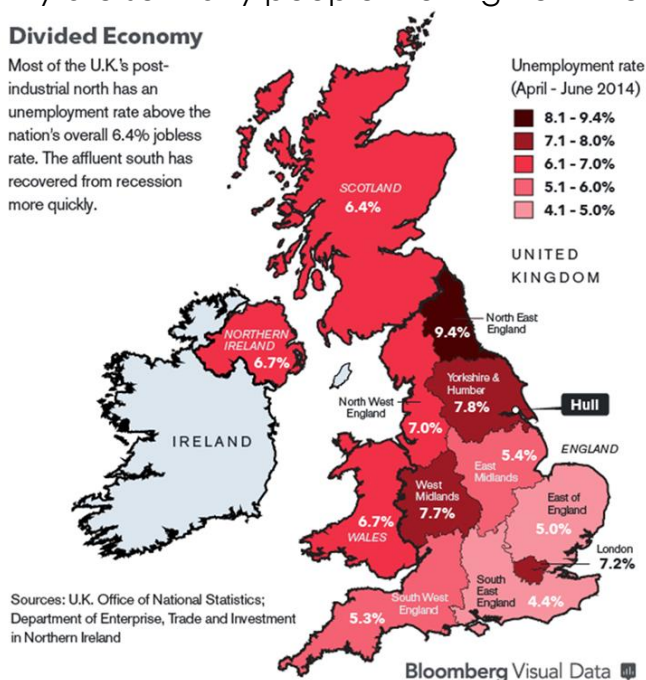 Divided Economy
Most of the U.K.'s post-
industrial north has an
unemployment rate above the
nation's overall 6.4% jobless
rate. The affluent south has
recovered from recession
more quickly.
Unemployment rate
(April - June 2014)
8.1 - 9.4%
7.1 - 8.0%
6.1 - 7.0%
5.1 - 6.0%
4.1 - 5.0%
UNITED
KINGDOM
SCOTLAND
6.4%
North East
England
9.4%
NORTHERN
IRELAND
6.7%
Yorkshire &
Humber
7.8%
Hull
North West
England
7.0%
IRELAND
ENGLAND
5.4%
East
Midlands
West
Midlands
7.7%
East of
England
5.0%
6.7%
WALES
London
7.2%
South
East
England
4.4%
South West
England
5.3%
Sources: U.K. Office of National Statistics;
Department of Enterprise, Trade and Investment
in Northern Ireland
Bloomberg Visual Data